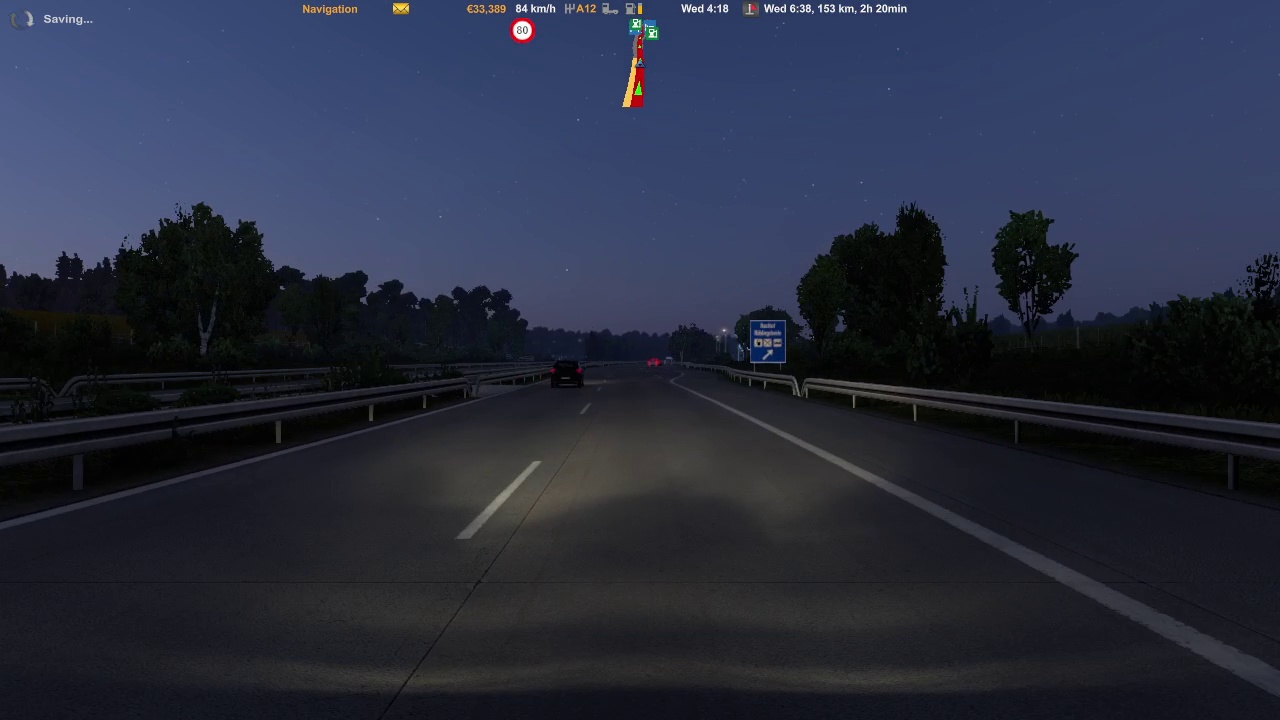 Saving...
Navigation
€33,389 84 km/h A12 Wed 4:18 Wed 6:38, 153 km, 2h 20min
80